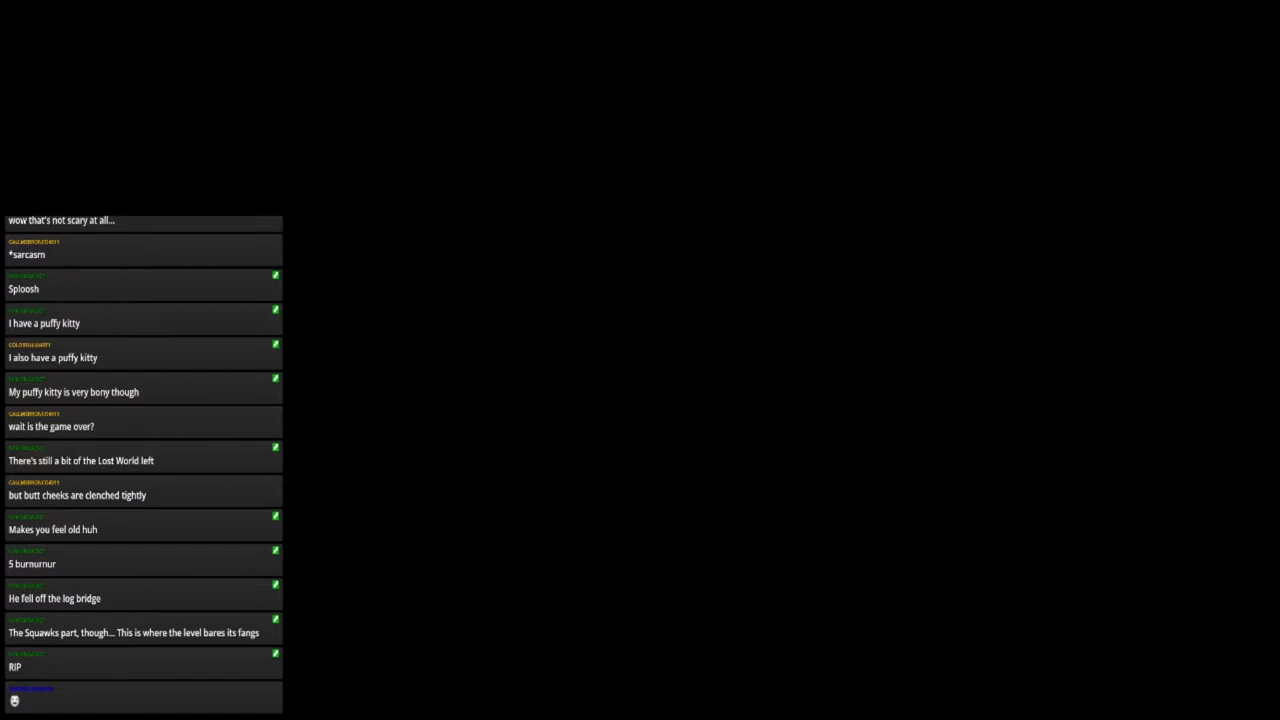 wow that's not scary at all...
CALLMEBRONCO4911
*sarcasm
Sploosh
I have a puffy kitty
I also have a puffy kitty
My puffy kitty is very bony though
CALLMEBRONCO4911
wait is the game over?
There's still a bit of the Lost World left
CALLMEBRONCO4911
but butt cheeks are clenched tightly
Makes you feel old huh
5 burnurnur
He fell off the log bridge
The Squawks part, though... This is where the level bares its fangs
RIP